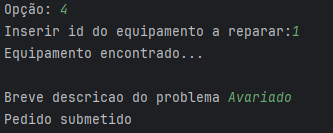 Opção: 4
Inserir id do equipamento a reparar:1
Equipamento encontrado...
Breve descricao do problema Avariado
Pedido submetido